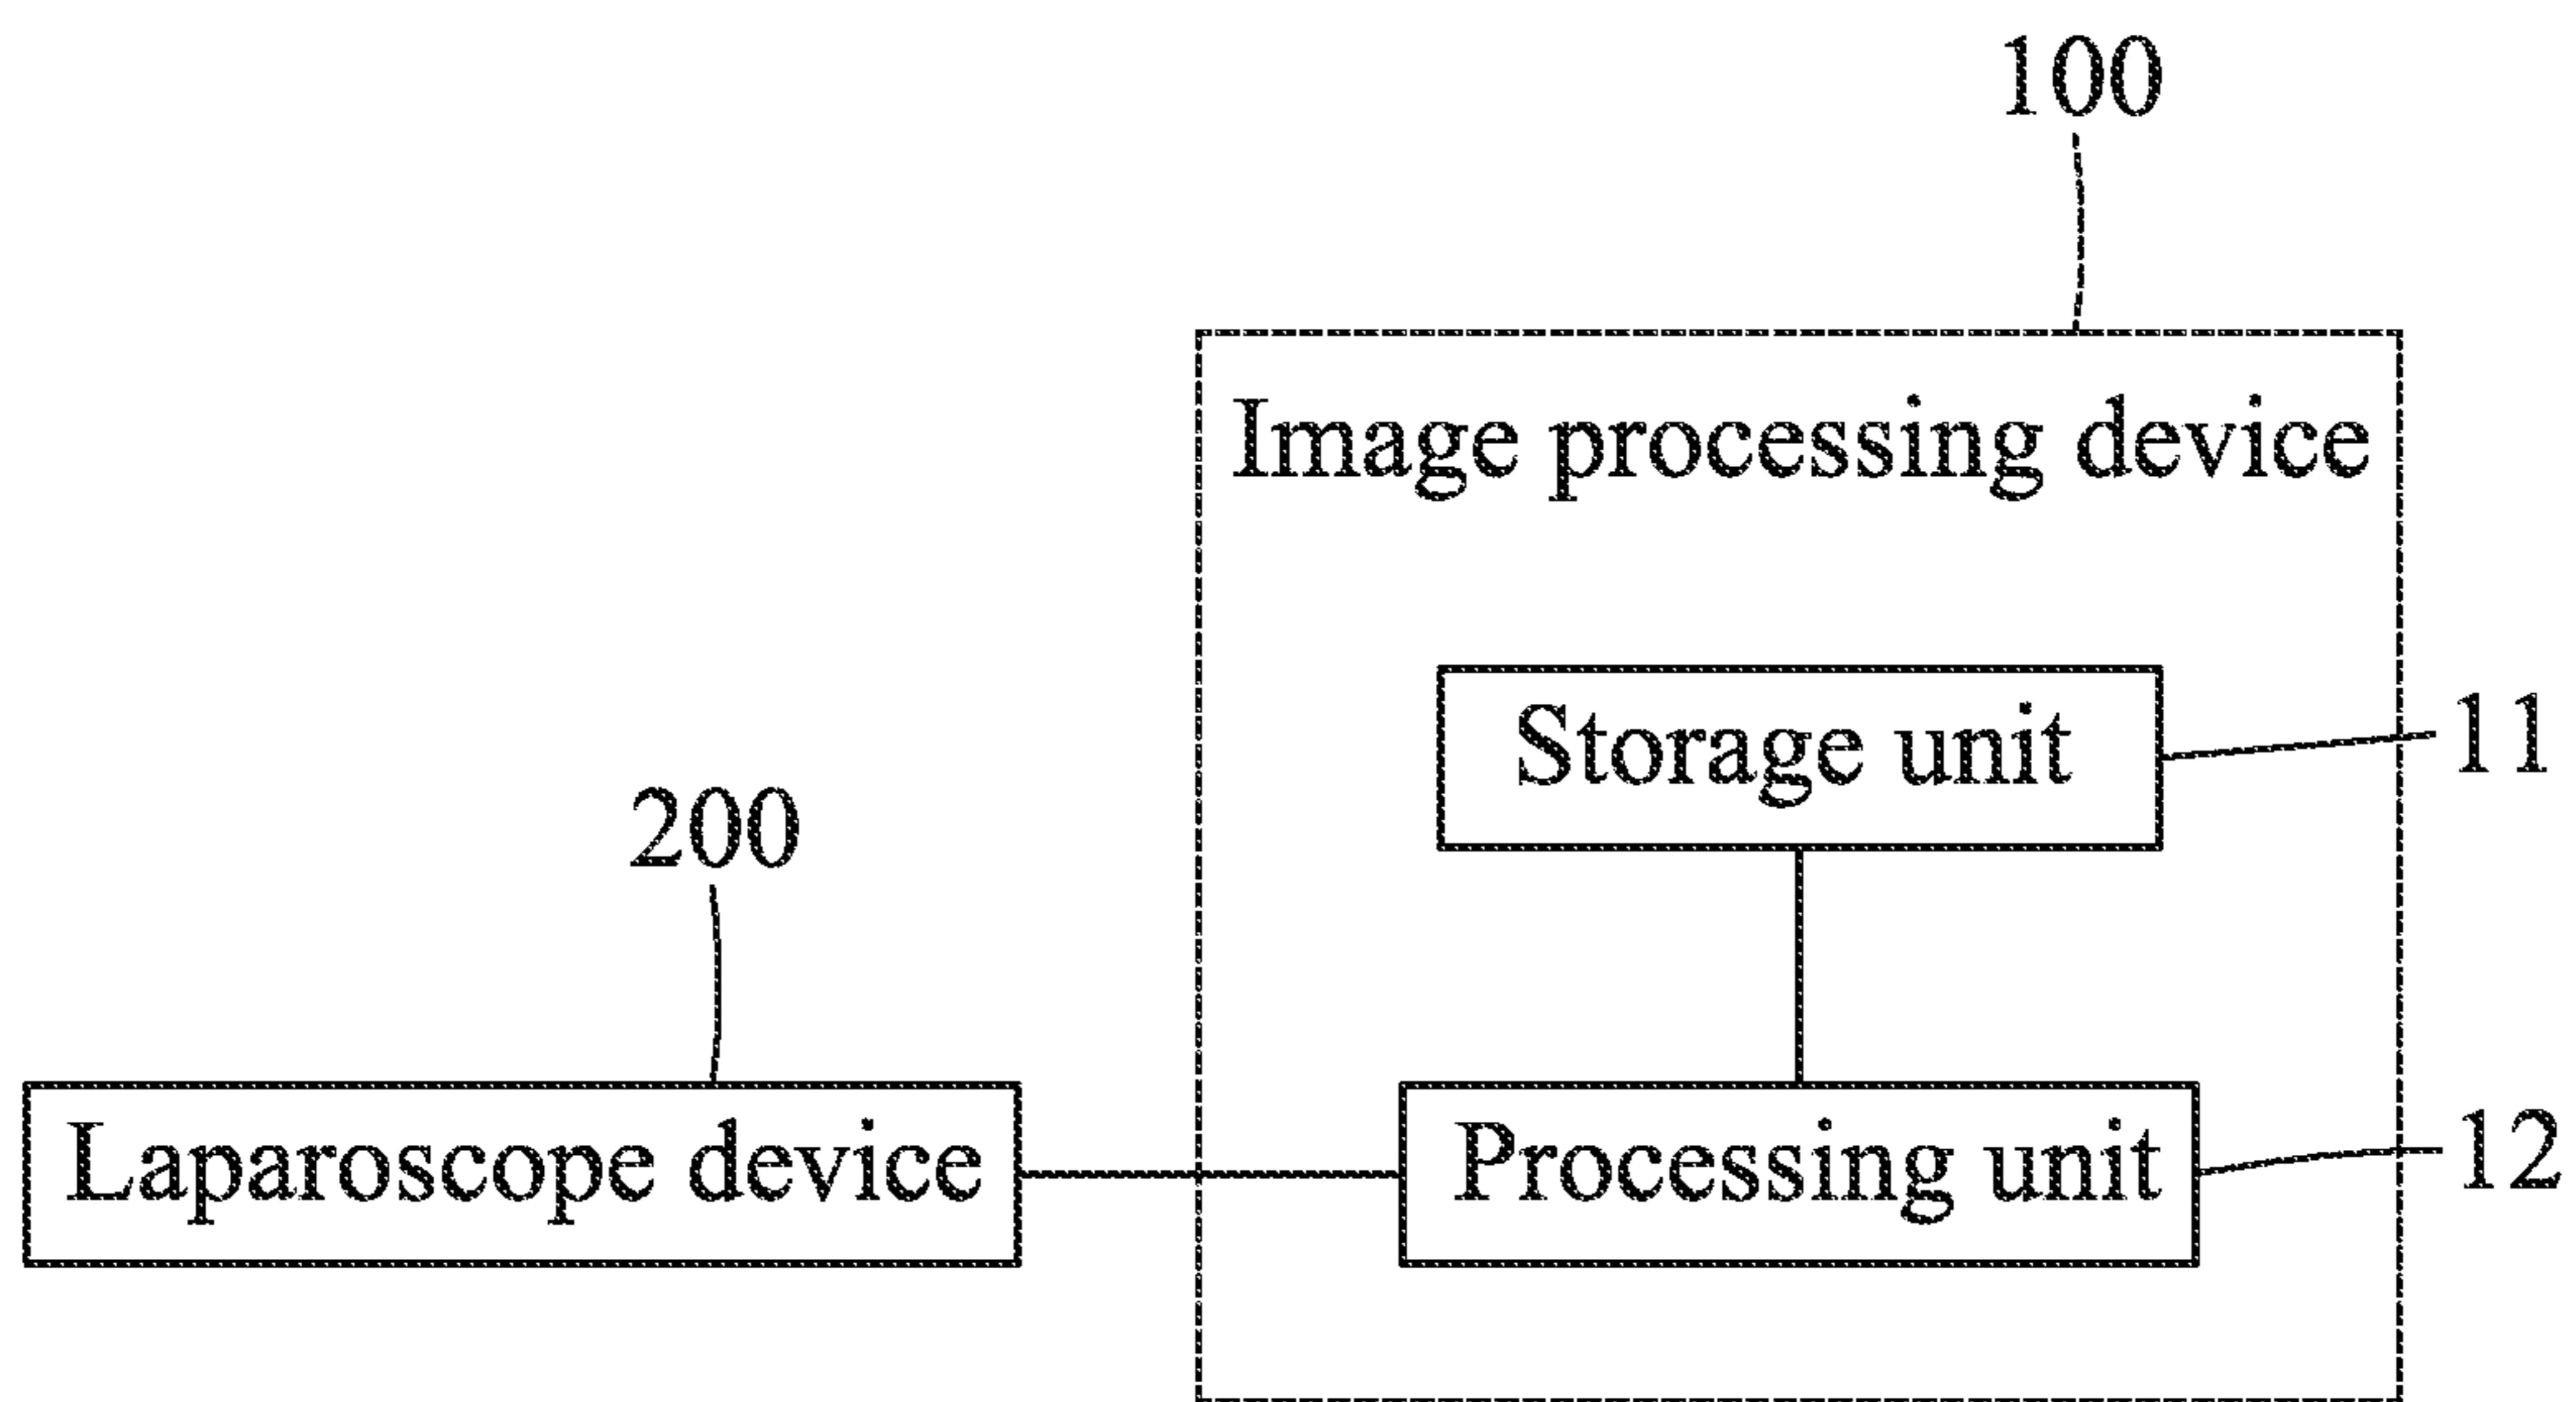 100
Image processing device
Storage unit
11
200
Laparoscope device
Processing unit
12